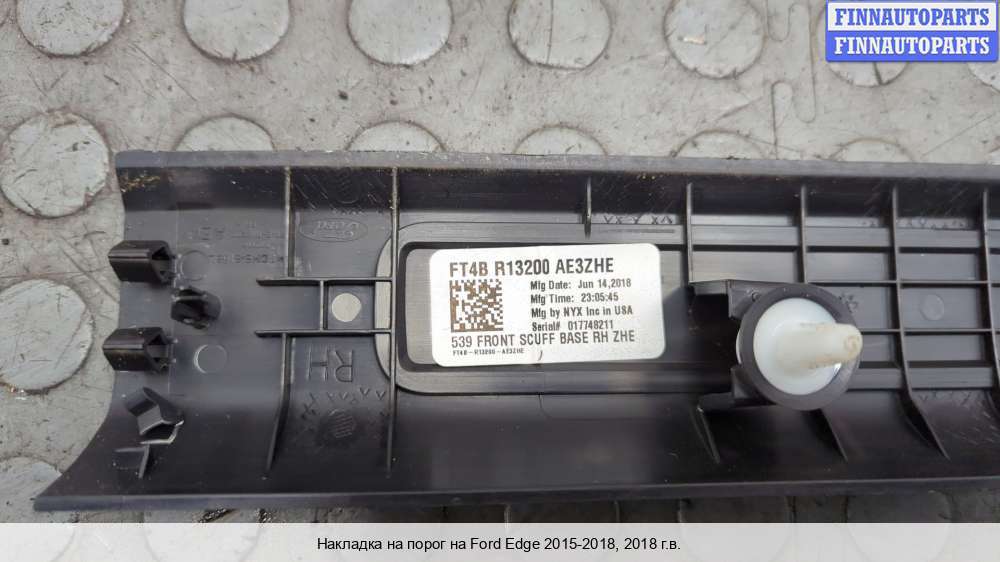 FINNAUTOPARTS
FINNAUTOPARTS
Ford
FT4B R13200 AE3ZHE
Mfg Date: Jun 14,2018
Mfg Time: 23:05:45
Mfg by NYX Inc in USA
Serial# 017748211
539 FRONT SCUFF BASE RH ZHE
FT4B-R13200-AE3ZHE
RH
Накладка на порог на Ford Edge 2015-2018, 2018 г.в.